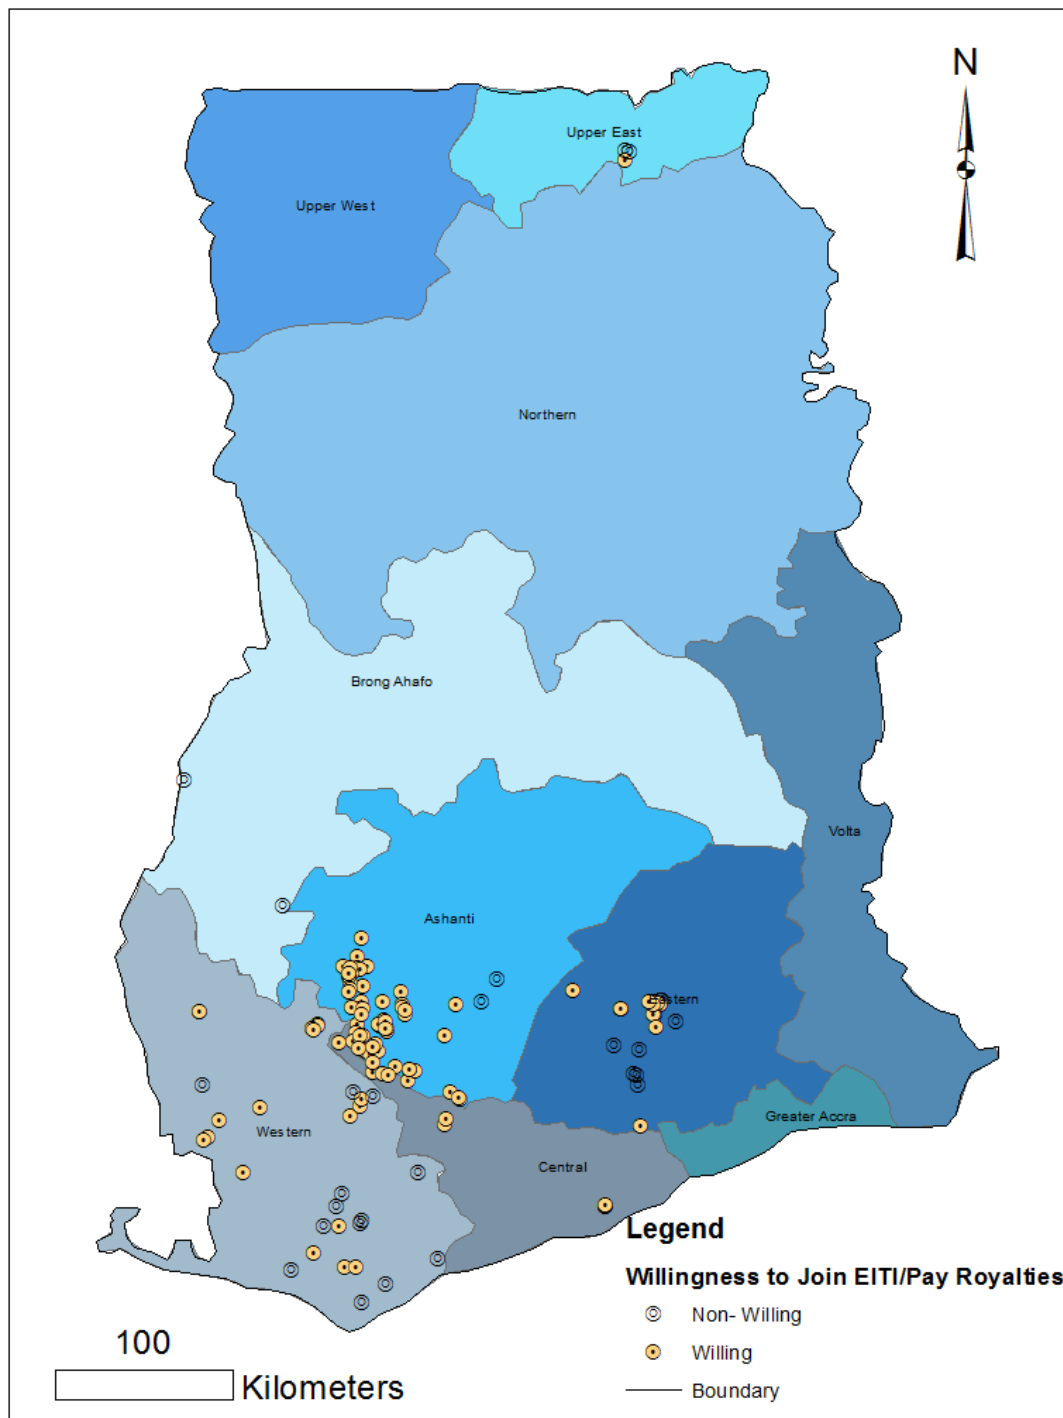 N
Upper East
Upper West
Northern
Brong Ahafo
Volta
Ashanti
Eastern
Greater Accra
Western
Central
Legend
Willingness to Join EITI/Pay Royalties
Non- Willing
Willing
Boundary
100
Kilometers